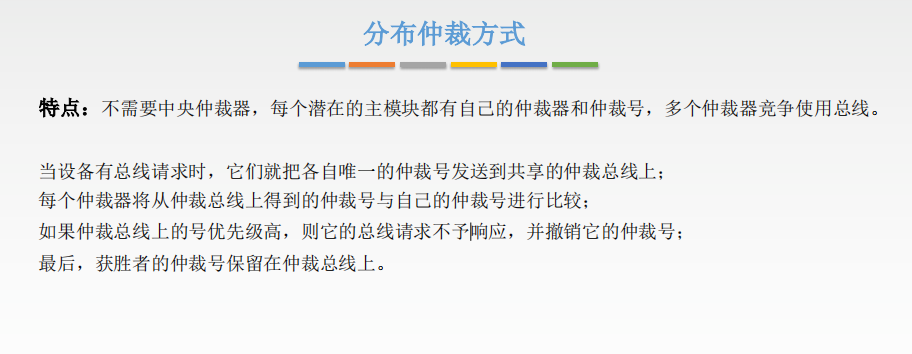 分布仲裁方式
特点：不需要中央仲裁器，每个潜在的主模块都有自己的仲裁器和仲裁号，多个仲裁器竞争使用总线。
当设备有总线请求时，它们就把各自唯一的仲裁号发送到共享的仲裁总线上；
每个仲裁器将从仲裁总线上得到的仲裁号与自己的仲裁号进行比较；
如果仲裁总线上的号优先级高，则它的总线请求不予响应，并撤销它的仲裁号；
最后，获胜者的仲裁号保留在仲裁总线上。